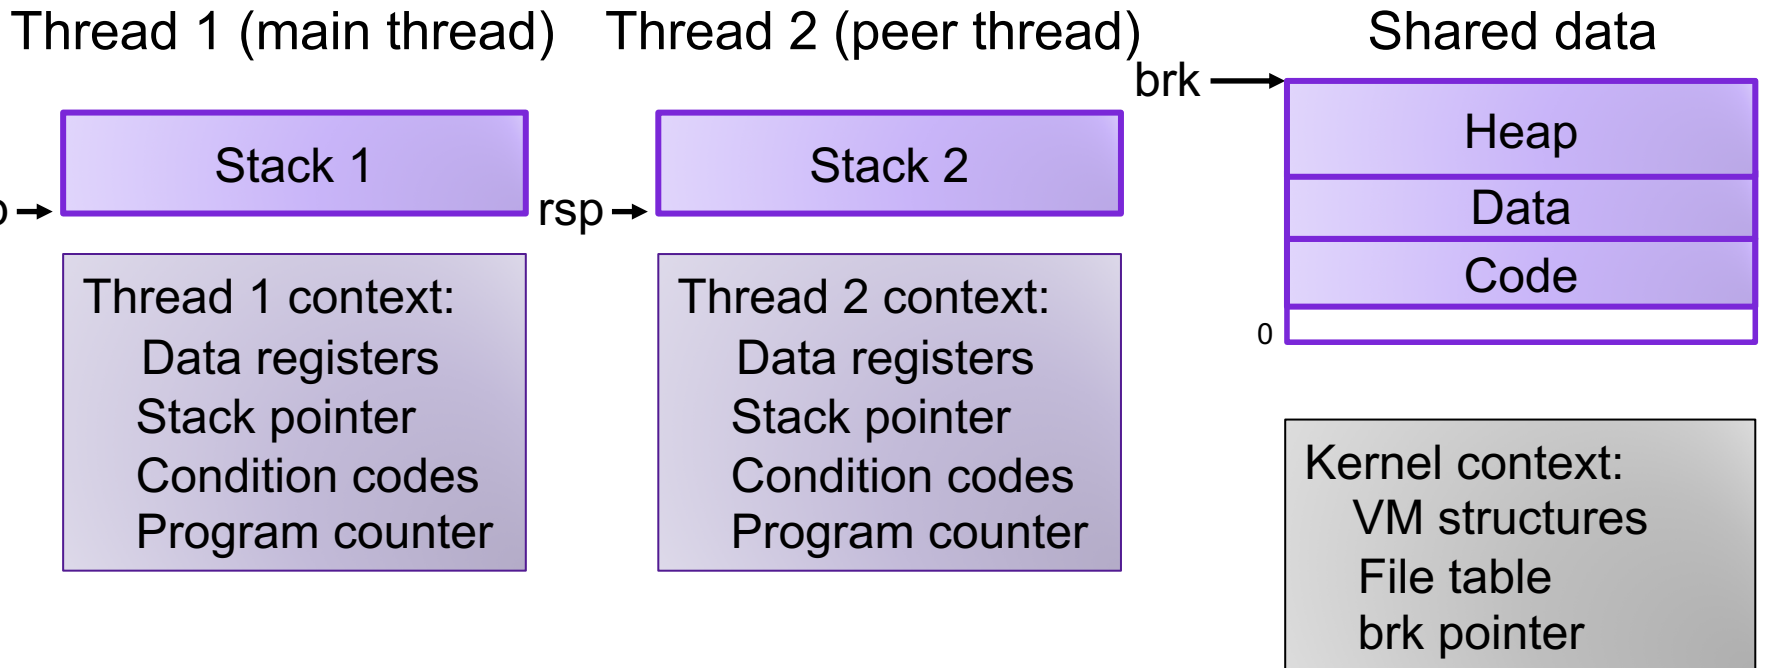 Thread 1 (main thread)
Thread 2 (peer thread)
Shared data
brk
Stack 1
Stack 2
rsp
Heap
Data
Code
0
Thread 1 context:
Data registers
Stack pointer
Condition codes
Program counter
Thread 2 context:
Data registers
Stack pointer
Condition codes
Program counter
Kernel context:
VM structures
File table
brk pointer